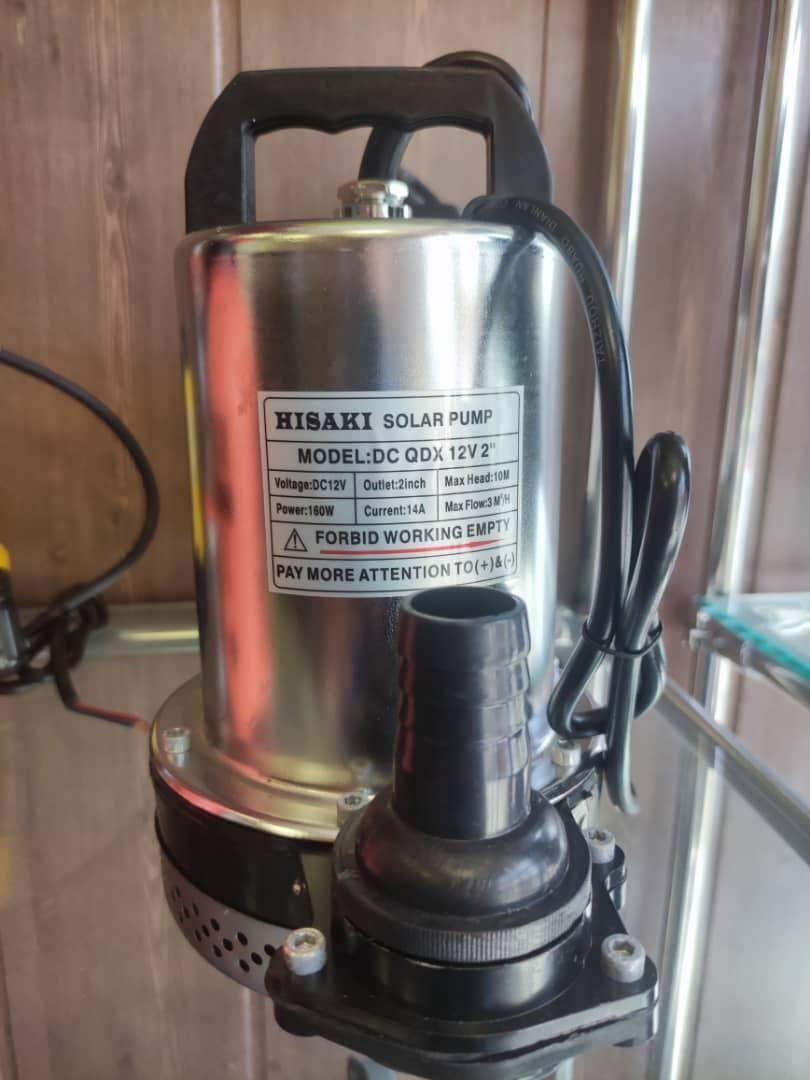 HISAKI SOLAR PUMP
MODEL:DC QDX 12V 2"
Voltage:DC12V Outlet:2inch Max Head:10M
Power:160W Current:14A Max Flow:3 M³/H
FORBID WORKING EMPTY
PAY MORE ATTENTION TO(+)&(-)